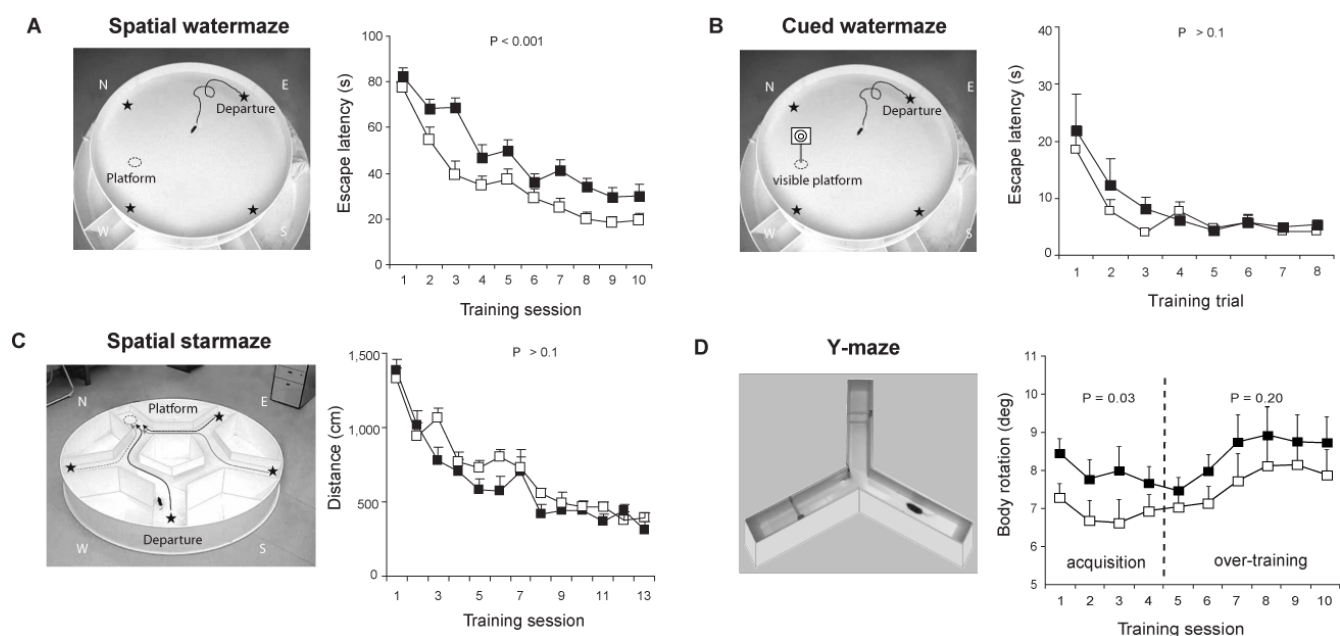 A Spatial watermaze
N
E
Departure
Platform
W
S
P < 0.001
Escape latency (s)
100
80
60
40
20
0
1 2 3 4 5 6 7 8 9 10
Training session
B Cued watermaze
N
E
Departure
visible platform
W
S
P > 0.1
Escape latency (s)
40
30
20
10
0
1 2 3 4 5 6 7 8
Training trial
C Spatial starmaze
N
Platform
E
W
Departure
S
P > 0.1
Distance (cm)
1,500
1,000
500
0
1 3 5 7 9 11 13
Training session
D Y-maze
P = 0.03
P = 0.20
Body rotation (deg)
11
10
9
8
7
6
5
acquisition
over-training
1 2 3 4 5 6 7 8 9 10
Training session